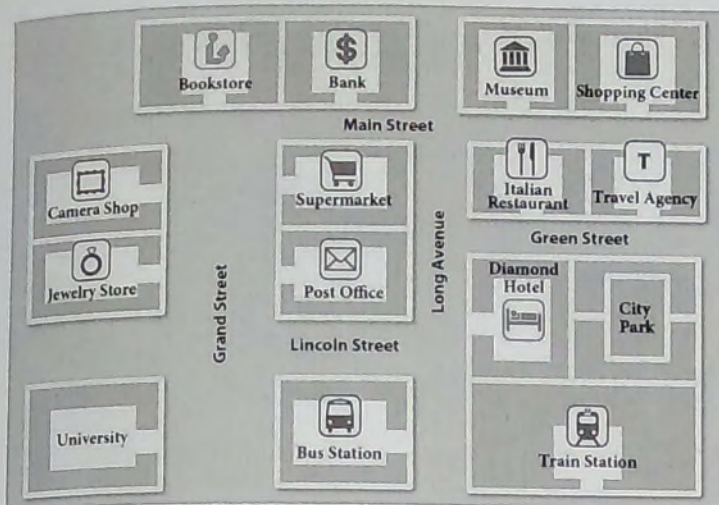 Bookstore
Bank
Museum
Shopping Center
Main Street
Camera Shop
Supermarket
Italian
Restaurant
T
Travel Agency
Green Street
Jewelry Store
Grand Street
Post Office
Long Avenue
Diamond
Hotel
City
Park
Lincoln Street
University
Bus Station
Train Station